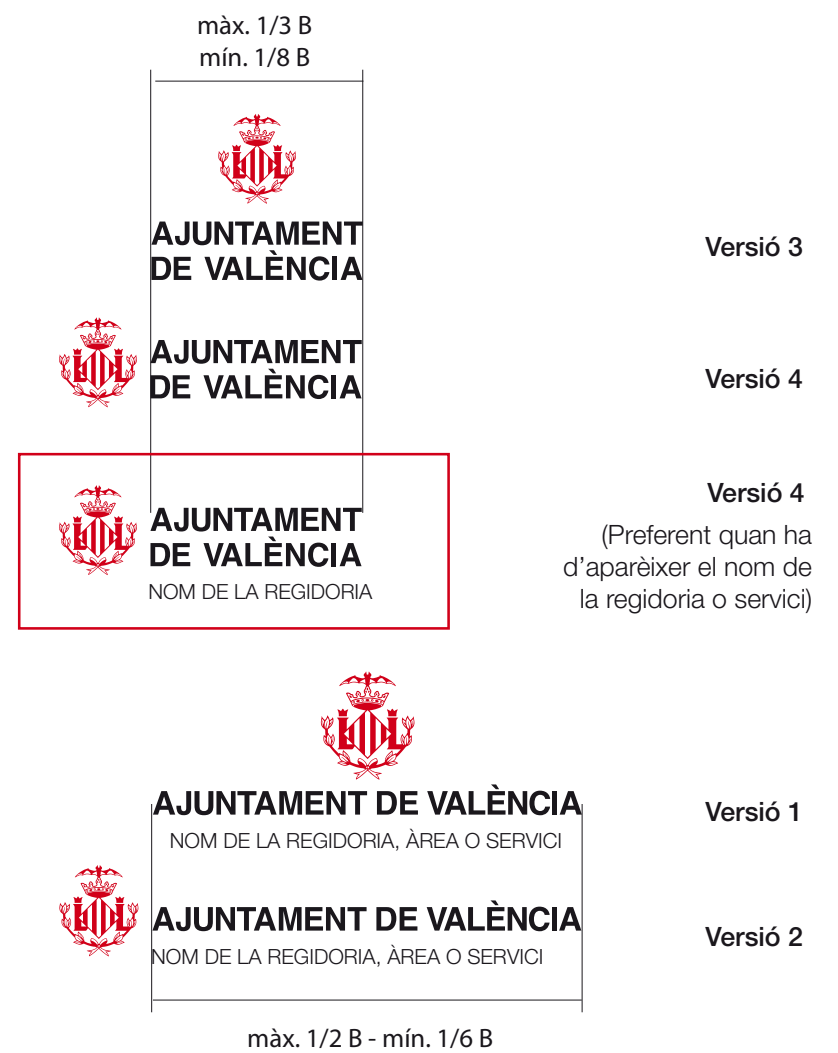 màx. 1/3 B
mín. 1/8 B
AJUNTAMENT
DE VALÈNCIA
Versió 3
AJUNTAMENT
DE VALÈNCIA
Versió 4
AJUNTAMENT
DE VALÈNCIA
NOM DE LA REGIDORIA
Versió 4
(Preferent quan ha
d’aparèixer el nom de
la regidoria o servici)
AJUNTAMENT DE VALÈNCIA
NOM DE LA REGIDORIA, ÀREA O SERVICI
Versió 1
AJUNTAMENT DE VALÈNCIA
NOM DE LA REGIDORIA, ÀREA O SERVICI
Versió 2
màx. 1/2 B - mín. 1/6 B